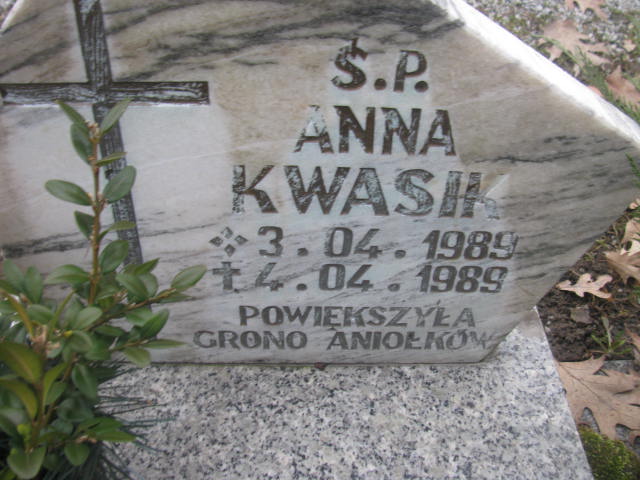 Ś.P.
ANNA
KWASIK
* 3.04.1989
† 4.04.1989
POWIĘKSZYŁA
GRONO ANIOŁKÓW